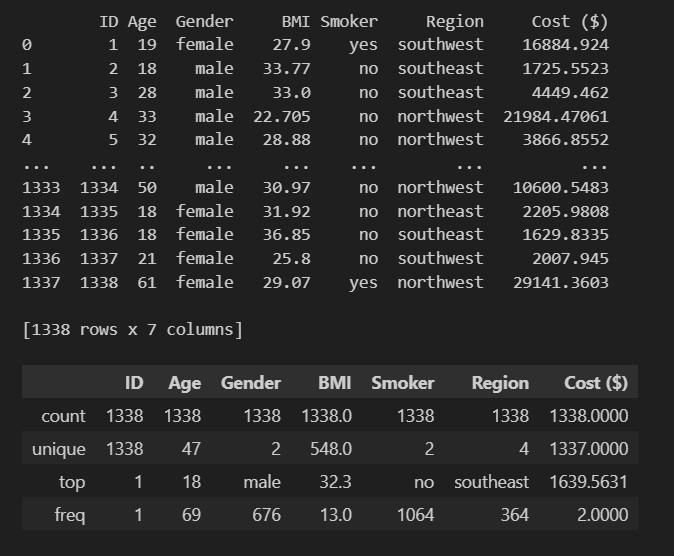 ID Age Gender BMI Smoker Region Cost ($)
0 1 19 female 27.9 yes southwest 16884.924
1 2 18 male 33.77 no southeast 1725.5523
2 3 28 male 33.0 no southeast 4449.462
3 4 33 male 22.705 no northwest 21984.47061
4 5 32 male 28.88 no northwest 3866.8552
... ... .. ... ... ... ... ...
1333 1334 50 male 30.97 no northwest 10600.5483
1334 1335 18 female 31.92 no northeast 2205.9808
1335 1336 18 female 36.85 no southeast 1629.8335
1336 1337 21 female 25.8 no southwest 2007.945
1337 1338 61 female 29.07 yes northwest 29141.3603
[1338 rows x 7 columns]
ID Age Gender BMI Smoker Region Cost ($)
count 1338 1338 1338 1338.0 1338 1338 1338.0000
unique 1338 47 2 548.0 2 4 1337.0000
top 1 18 male 32.3 no southeast 1639.5631
freq 1 69 676 13.0 1064 364 2.0000